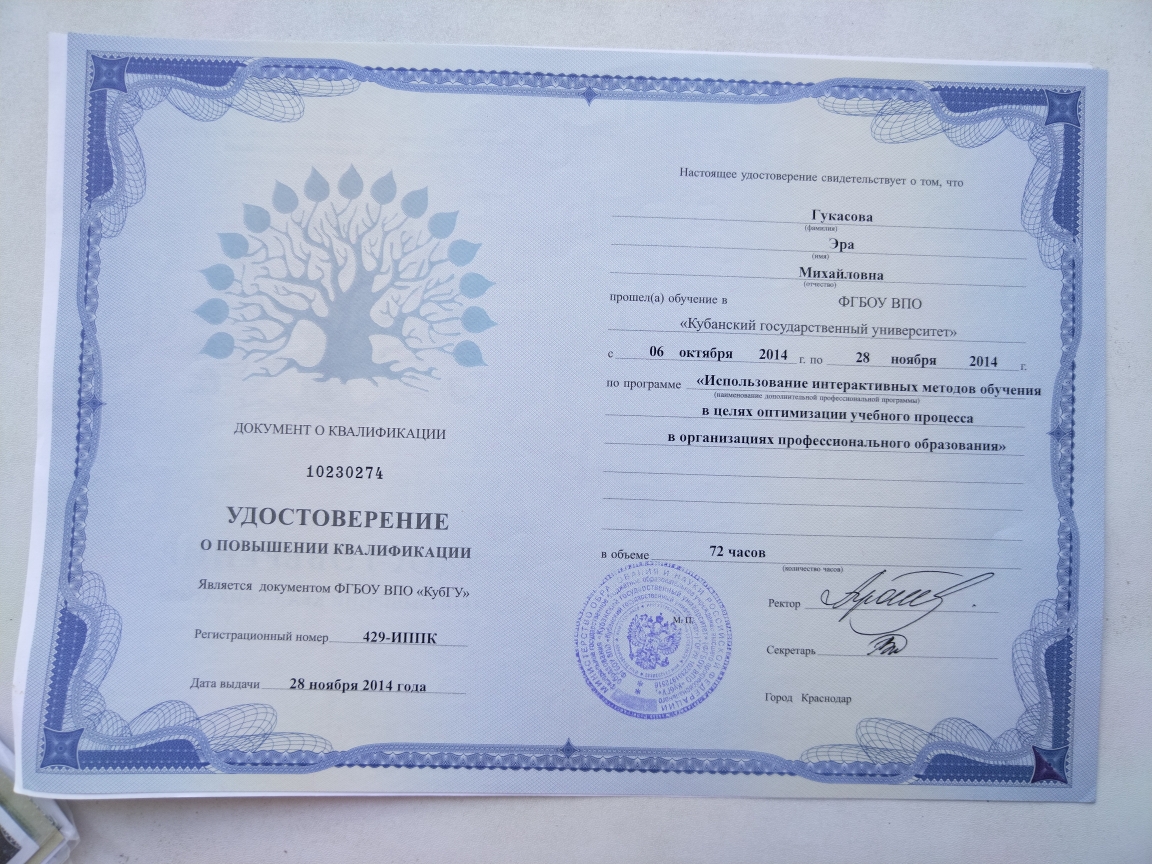 ДОКУМЕНТ О КВАЛИФИКАЦИИ
10230274
УДОСТОВЕРЕНИЕ
О ПОВЫШЕНИИ КВАЛИФИКАЦИИ
Является документом ФГБОУ ВПО «КубГУ»
Регистрационный номер 429-ИППК
Дата выдачи 28 ноября 2014 года
Настоящее удостоверение свидетельствует о том, что
Гукасова
(фамилия)
Эра
(имя)
Михайловна
(отчество)
прошел(а) обучение в ФГБОУ ВПО
«Кубанский государственный университет»
с 06 октября 2014 г. по 28 ноября 2014 г.
по программе «Использование интерактивных методов обучения
(наименование дополнительной профессиональной программы)
в целях оптимизации учебного процесса
в организациях профессионального образования»
в объеме 72 часов
(количество часов)
М. П.
Ректор
Секретарь
Город Краснодар